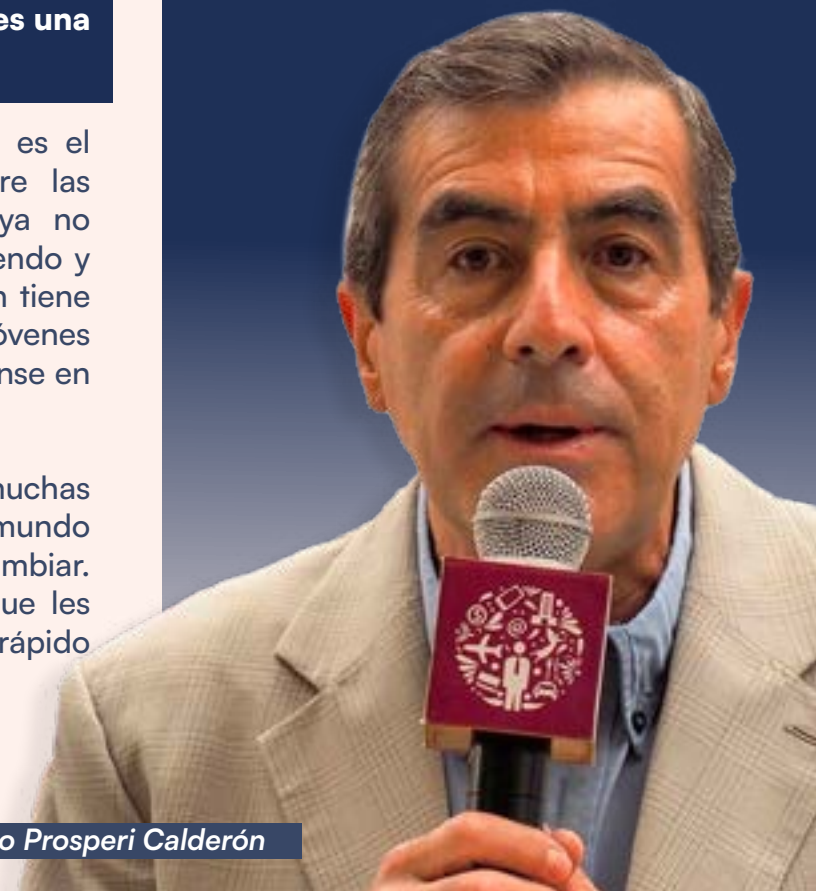 es una
es el
re las
ya no
endo y
n tiene
óvenes
nse en
nuchas
mundo
mbiar.
ue les
rápido
o Prosperi Calderón